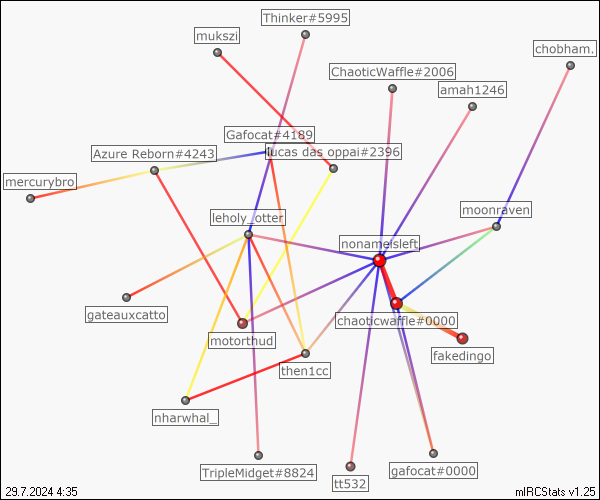 Thinker#5995
mukszi
chobham.
ChaoticWaffle#2006
amah1246
Gafocat#4189
Azure Reborn#4243
lucas das oppai#2396
mercurybro
leholy_otter
moonraven
nonameisleft
gateauxcatto
motorthud
chaoticwaffle#0000
fakedingo
then1cc
nharwhal_
TripleMidget#8824
tt532
gafocat#0000
29.7.2024 4:35
mIRCStats v1.25